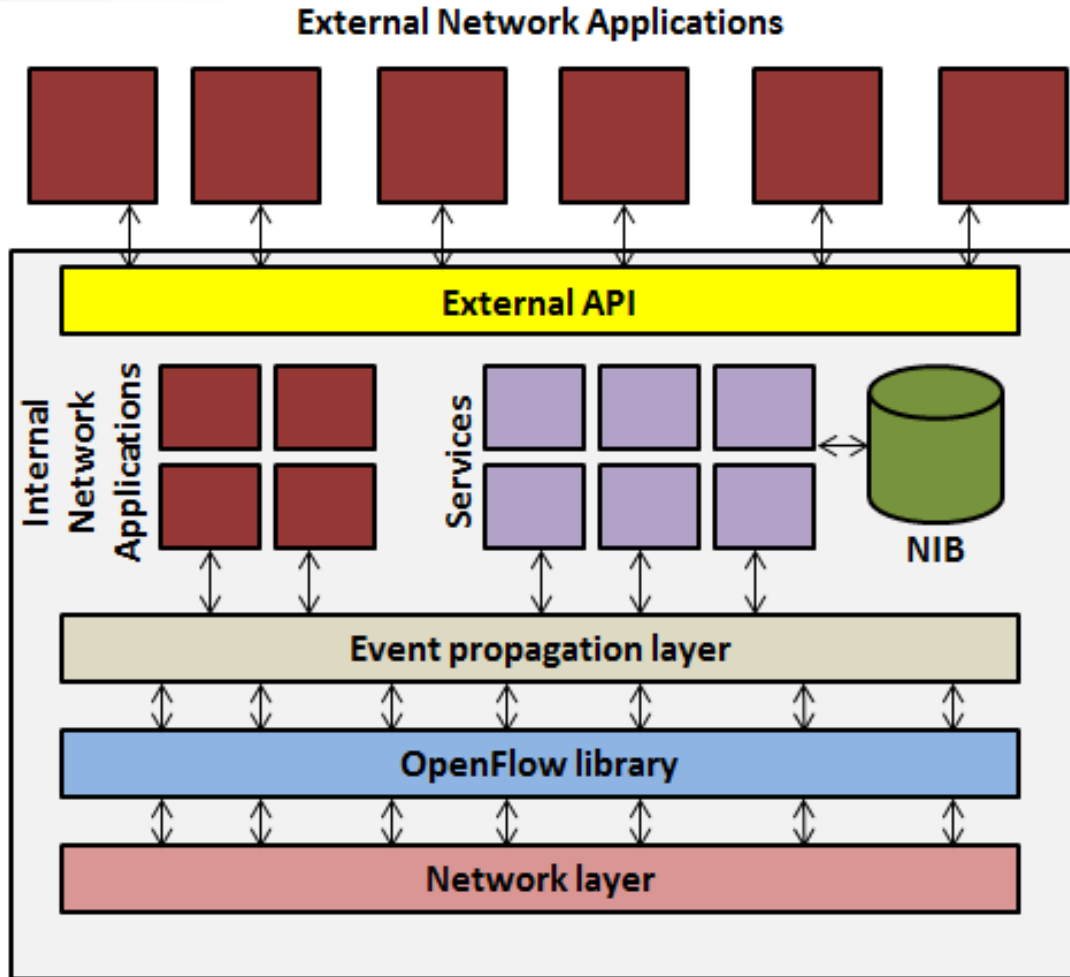 External Network Applications
External API
Internal
Network
Applications
Services
NIB
Event propagation layer
OpenFlow library
Network layer